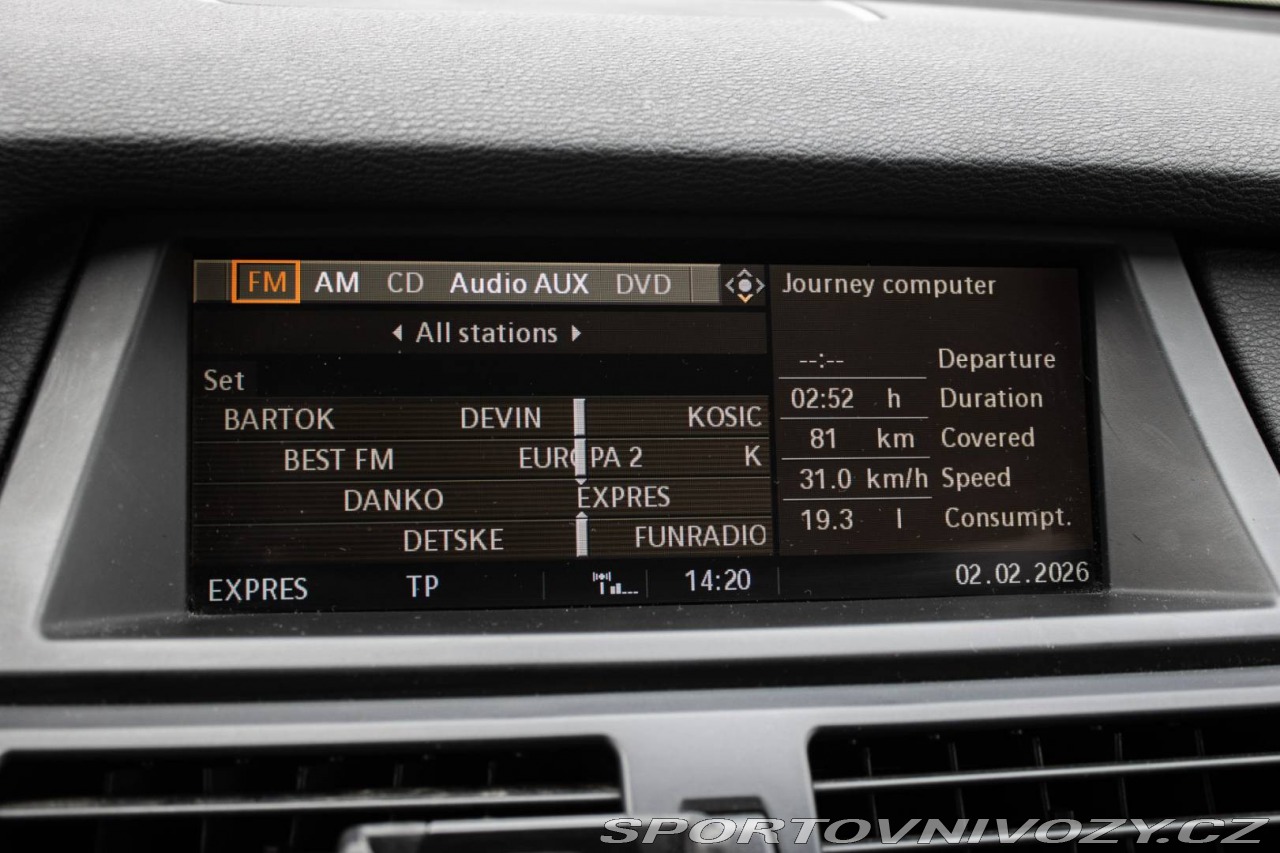 FM AM CD Audio AUX DVD
All stations
Set
BARTOK DEVIN KOSIC
BEST FM EUROPA 2 K
DANKO EXPRES
DETSKE FUNRADIO
EXPRES TP 14:20
Journey computer
--:-- Departure
02:52 h Duration
81 km Covered
31.0 km/h Speed
19.3 l Consumpt.
02.02.2026
SPORTOVNIVOZY.CZ